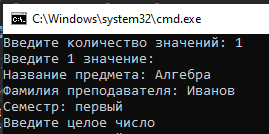 C:\Windows\system32\cmd.exe
Введите количество значений: 1
Введите 1 значение:
Название предмета: Алгебра
Фамилия преподавателя: Иванов
Семестр: первый
Введите целое число